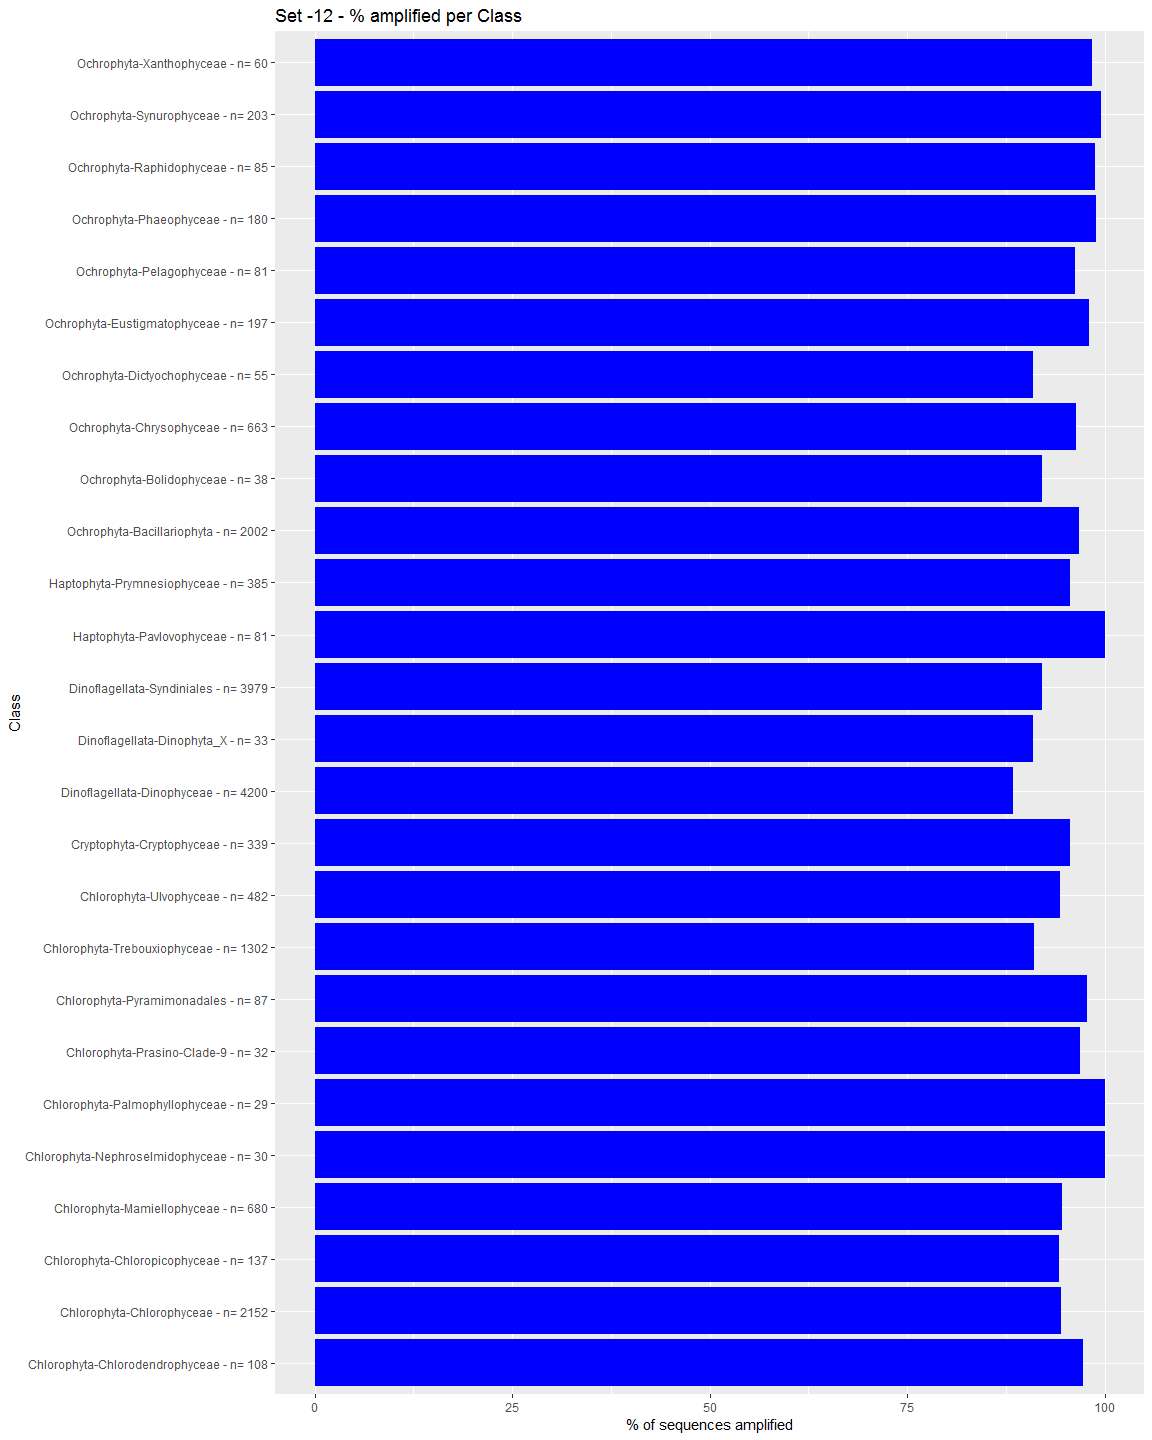 Set -12 - % amplified per Class
Ochrophyta-Xanthophyceae - n= 60
Ochrophyta-Synurophyceae - n= 203
Ochrophyta-Raphidophyceae - n= 85
Ochrophyta-Phaeophyceae - n= 180
Ochrophyta-Pelagophyceae - n= 81
Ochrophyta-Eustigmatophyceae - n= 197
Ochrophyta-Dictyochophyceae - n= 55
Ochrophyta-Chrysophyceae - n= 663
Ochrophyta-Bolidophyceae - n= 38
Ochrophyta-Bacillariophyta - n= 2002
Haptophyta-Prymnesiophyceae - n= 385
Haptophyta-Pavlovophyceae - n= 81
Dinoflagellata-Syndiniales - n= 3979
Dinoflagellata-Dinophyta_X - n= 33
Dinoflagellata-Dinophyceae - n= 4200
Cryptophyta-Cryptophyceae - n= 339
Chlorophyta-Ulvophyceae - n= 482
Chlorophyta-Trebouxiophyceae - n= 1302
Chlorophyta-Pyramimonadales - n= 87
Chlorophyta-Prasino-Clade-9 - n= 32
Chlorophyta-Palmophyllophyceae - n= 29
Chlorophyta-Nephroselmidophyceae - n= 30
Chlorophyta-Mamiellophyceae - n= 680
Chlorophyta-Chloropicophyceae - n= 137
Chlorophyta-Chlorophyceae - n= 2152
Chlorophyta-Chlorodendrophyceae - n= 108
Class
0 25 50 75 100
% of sequences amplified